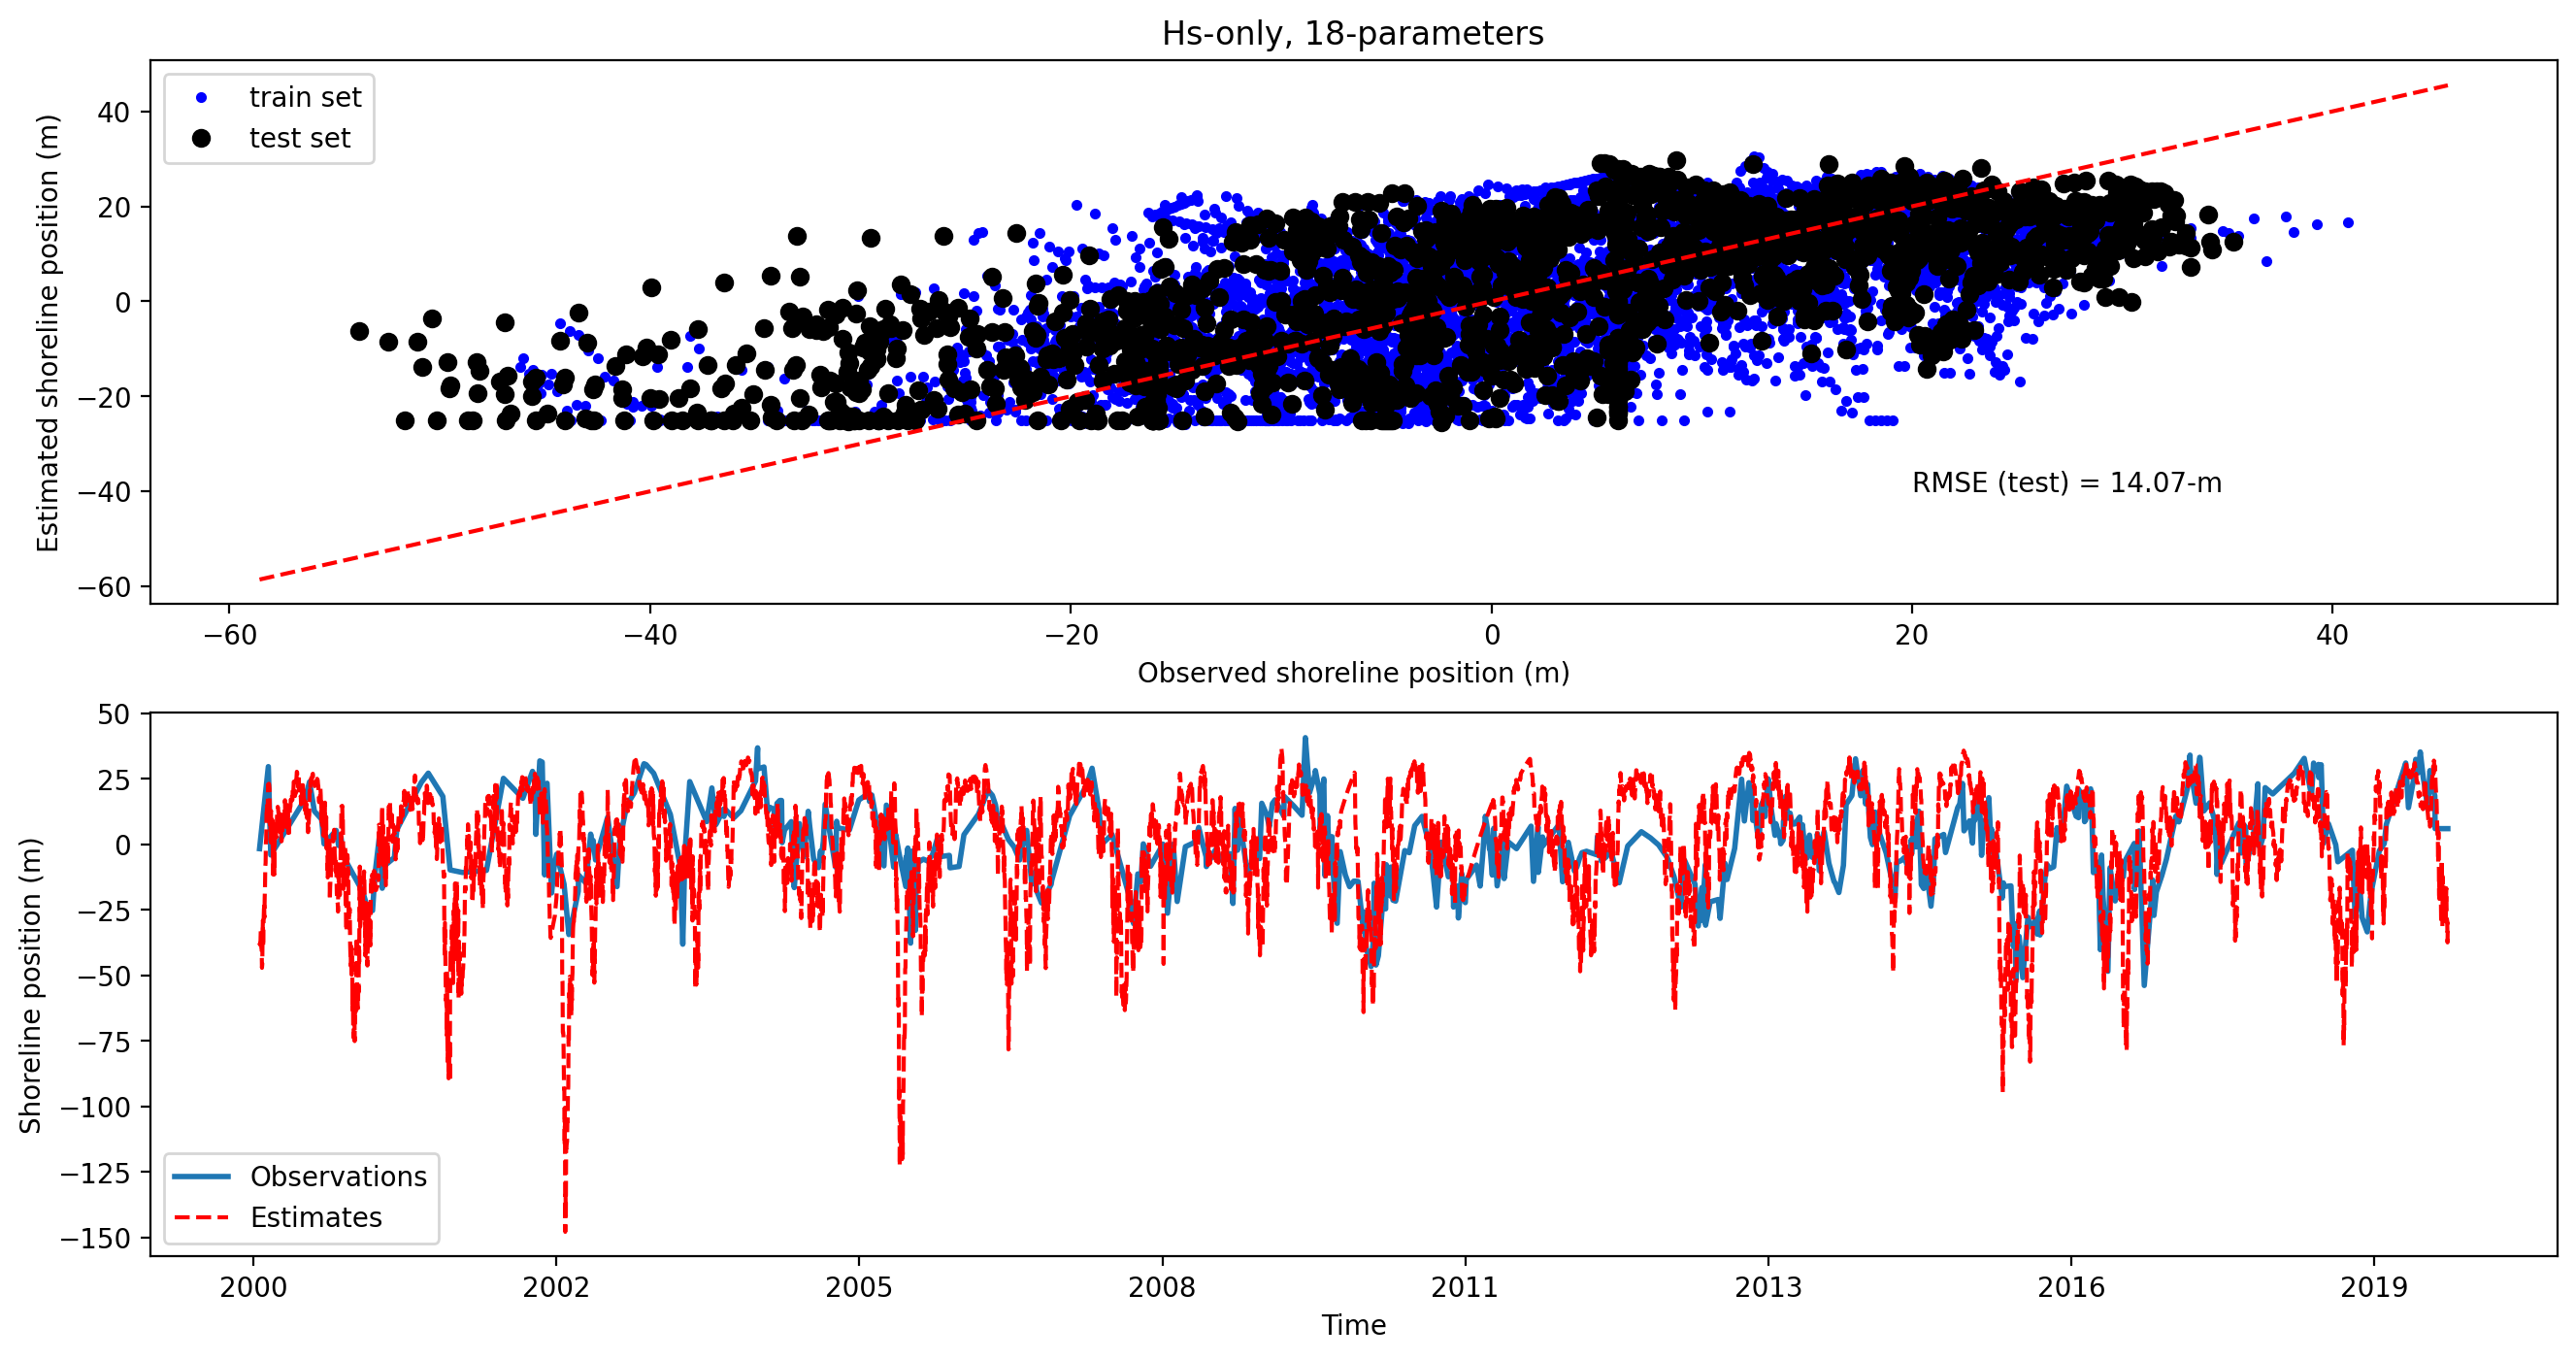 Hs-only, 18-parameters
train set
test set
Estimated shoreline position (m)
40
20
0
−20
−40
−60
RMSE (test) = 14.07-m
−60 −40 −20 0 20 40
Observed shoreline position (m)
Shoreline position (m)
50
25
0
−25
−50
−75
−100
−125
−150
Observations
Estimates
2000 2002 2005 2008 2011 2013 2016 2019
Time